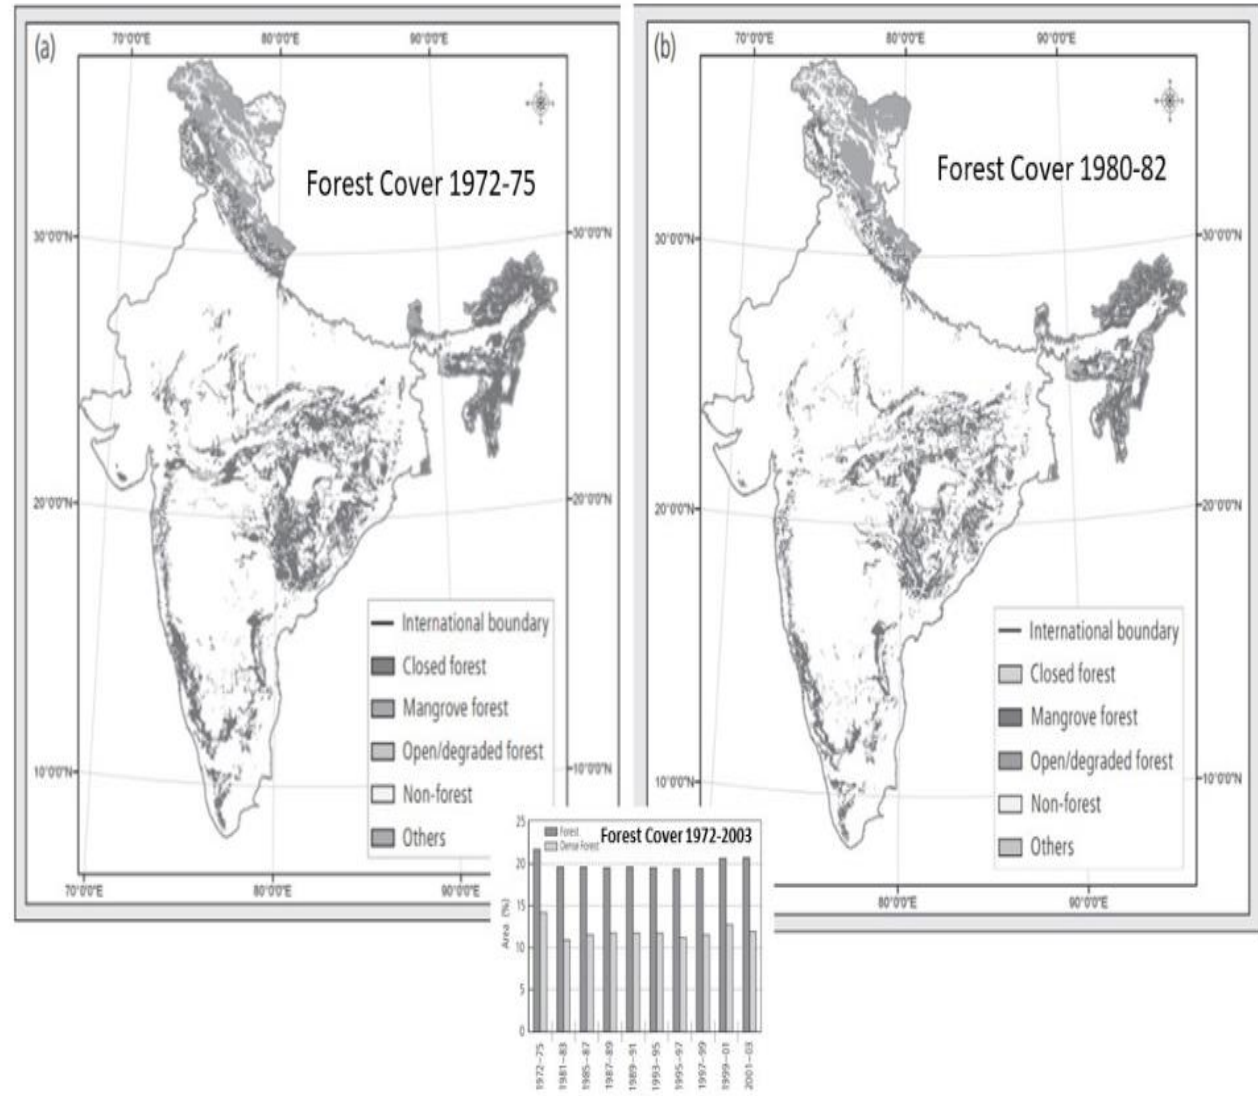 (a)
70°0'0"E 80°0'0"E 90°0'0"E
Forest Cover 1972-75
30°0'0"N 30°0'0"N
20°0'0"N 20°0'0"N
10°0'0"N 10°0'0"N
International boundary
Closed forest
Mangrove forest
Open/degraded forest
Non-forest
Others
70°0'0"E 80°0'0"E 90°0'0"E
(b)
70°0'0"E 80°0'0"E 90°0'0"E
Forest Cover 1980-82
30°0'0"N 30°0'0"N
20°0'0"N 20°0'0"N
10°0'0"N 10°0'0"N
International boundary
Closed forest
Mangrove forest
Open/degraded forest
Non-forest
Others
80°0'0"E 90°0'0"E
Forest Cover 1972-2003
Forest
Dense Forest
Area (%)
25
20
15
10
5
0
1972–75
1981–83
1985–87
1987–89
1989–91
1993–95
1995–97
1997–99
1999–01
2001–03